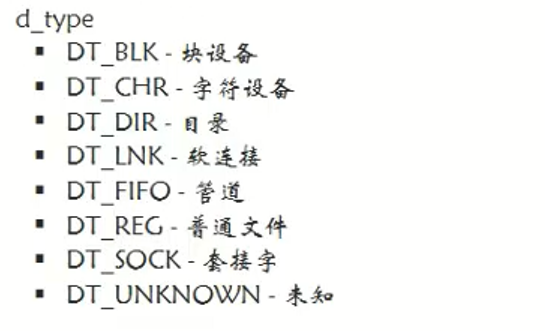 d_type
▪ DT_BLK - 块设备
▪ DT_CHR - 字符设备
▪ DT_DIR - 目录
▪ DT_LNK - 软连接
▪ DT_FIFO - 管道
▪ DT_REG - 普通文件
▪ DT_SOCK - 套接字
▪ DT_UNKNOWN - 未知